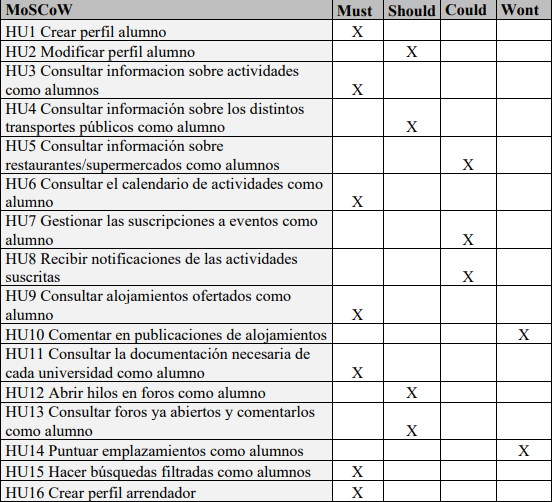 MoSCoW Must Should Could Wont
HU1 Crear perfil alumno X
HU2 Modificar perfil alumno X
HU3 Consultar informacion sobre actividades
como alumnos X
HU4 Consultar información sobre los distintos
transportes públicos como alumno X
HU5 Consultar información sobre
restaurantes/supermercados como alumnos X
HU6 Consultar el calendario de actividades como
alumno X
HU7 Gestionar las suscripciones a eventos como
alumno X
HU8 Recibir notificaciones de las actividades
suscritas X
HU9 Consultar alojamientos ofertados como
alumno X
HU10 Comentar en publicaciones de alojamientos X
HU11 Consultar la documentación necesaria de
cada universidad como alumno X
HU12 Abrir hilos en foros como alumno X
HU13 Consultar foros ya abiertos y comentarlos
como alumno X
HU14 Puntuar emplazamientos como alumnos X
HU15 Hacer búsquedas filtradas como alumnos X
HU16 Crear perfil arrendador X